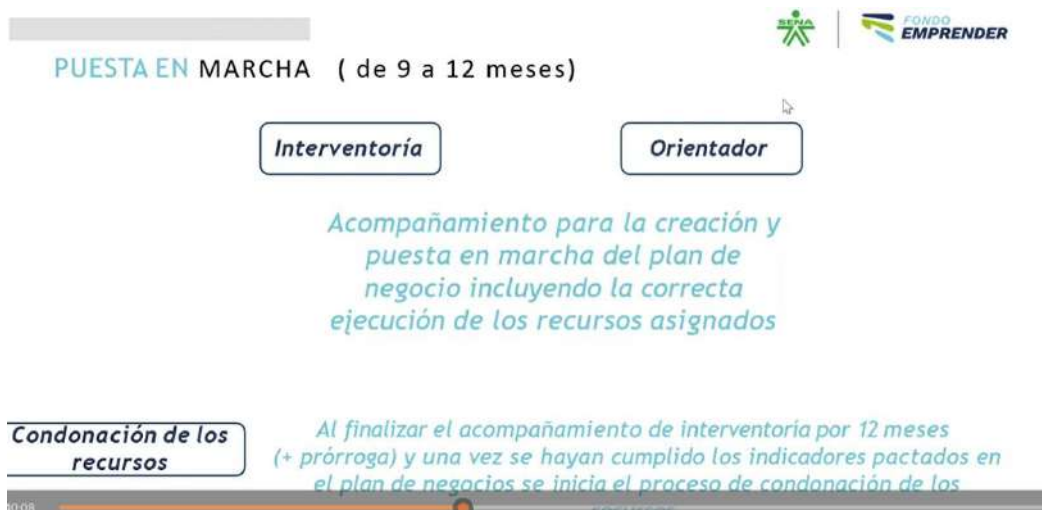 SENA
FONDO
EMPRENDER
PUESTA EN MARCHA ( de 9 a 12 meses)
Interventoría
Orientador
Acompañamiento para la creación y
puesta en marcha del plan de
negocio incluyendo la correcta
ejecución de los recursos asignados
Condonación de los
recursos
Al finalizar el acompañamiento de interventoría por 12 meses
(+ prórroga) y una vez se hayan cumplido los indicadores pactados en
el plan de negocios se inicia el proceso de condonación de los